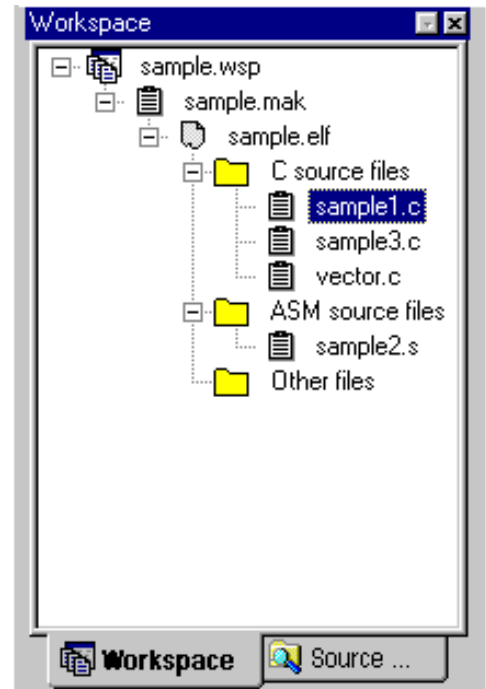 Workspace
sample.wsp
sample.mak
sample.elf
C source files
sample1.c
sample3.c
vector.c
ASM source files
sample2.s
Other files
Workspace
Source ...